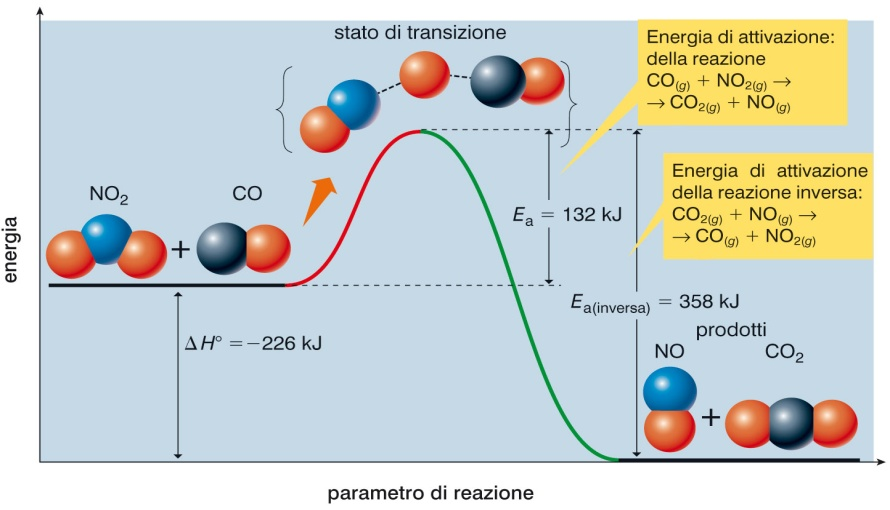 stato di transizione
Energia di attivazione:
della reazione
CO(g) + NO2(g) →
→ CO2(g) + NO(g)
Energia di attivazione
della reazione inversa:
CO2(g) + NO(g) →
→ CO(g) + NO2(g)
NO2
CO
+
Ea = 132 kJ
energia
Ea(inversa) = 358 kJ
ΔH° = −226 kJ
prodotti
NO
CO2
+
parametro di reazione